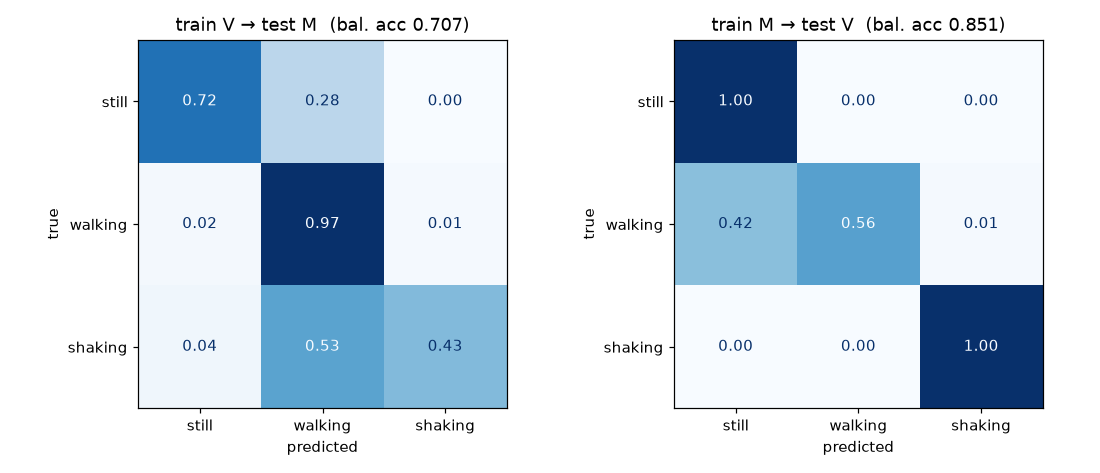 train V → test M  (bal. acc 0.707)
still
walking
shaking
true
0.72 0.28 0.00
0.02 0.97 0.01
0.04 0.53 0.43
still walking shaking
predicted
train M → test V  (bal. acc 0.851)
still
walking
shaking
true
1.00 0.00 0.00
0.42 0.56 0.01
0.00 0.00 1.00
still walking shaking
predicted